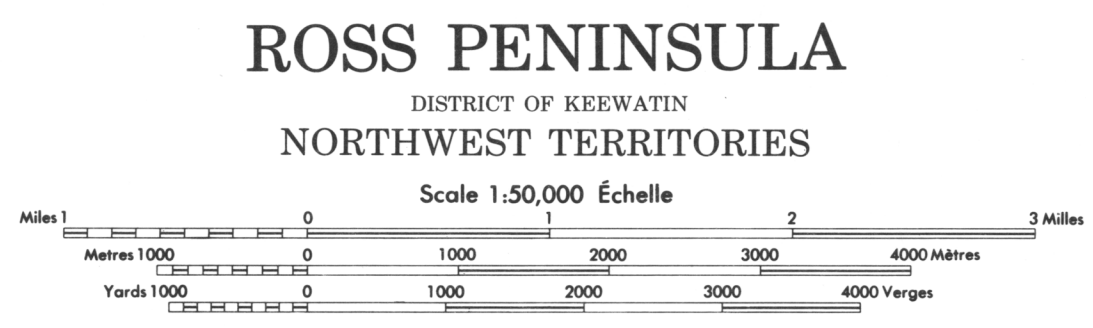 ROSS PENINSULA
DISTRICT OF KEEWATIN
NORTHWEST TERRITORIES
Scale 1:50,000 Échelle
Miles 1 0 1 2 3 Milles
Metres 1000 0 1000 2000 3000 4000 Mètres
Yards 1000 0 1000 2000 3000 4000 Verges